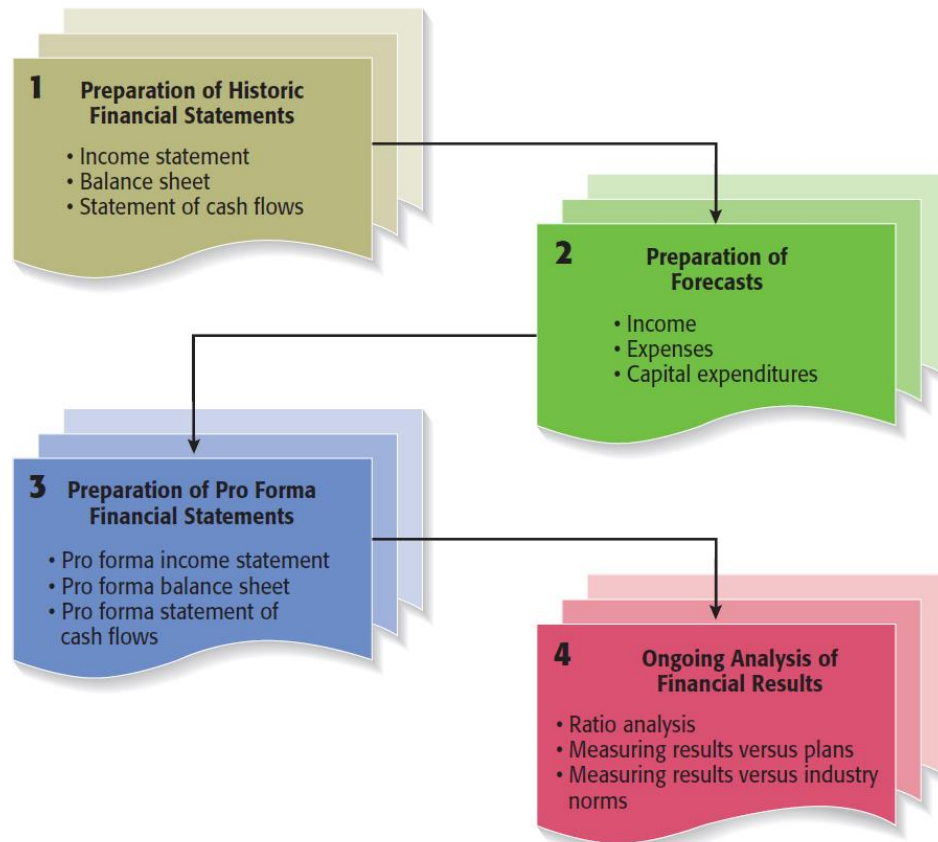 1 Preparation of Historic
Financial Statements
• Income statement
• Balance sheet
• Statement of cash flows
2 Preparation of
Forecasts
• Income
• Expenses
• Capital expenditures
3 Preparation of Pro Forma
Financial Statements
• Pro forma income statement
• Pro forma balance sheet
• Pro forma statement of
cash flows
4 Ongoing Analysis of
Financial Results
• Ratio analysis
• Measuring results versus plans
• Measuring results versus industry
norms